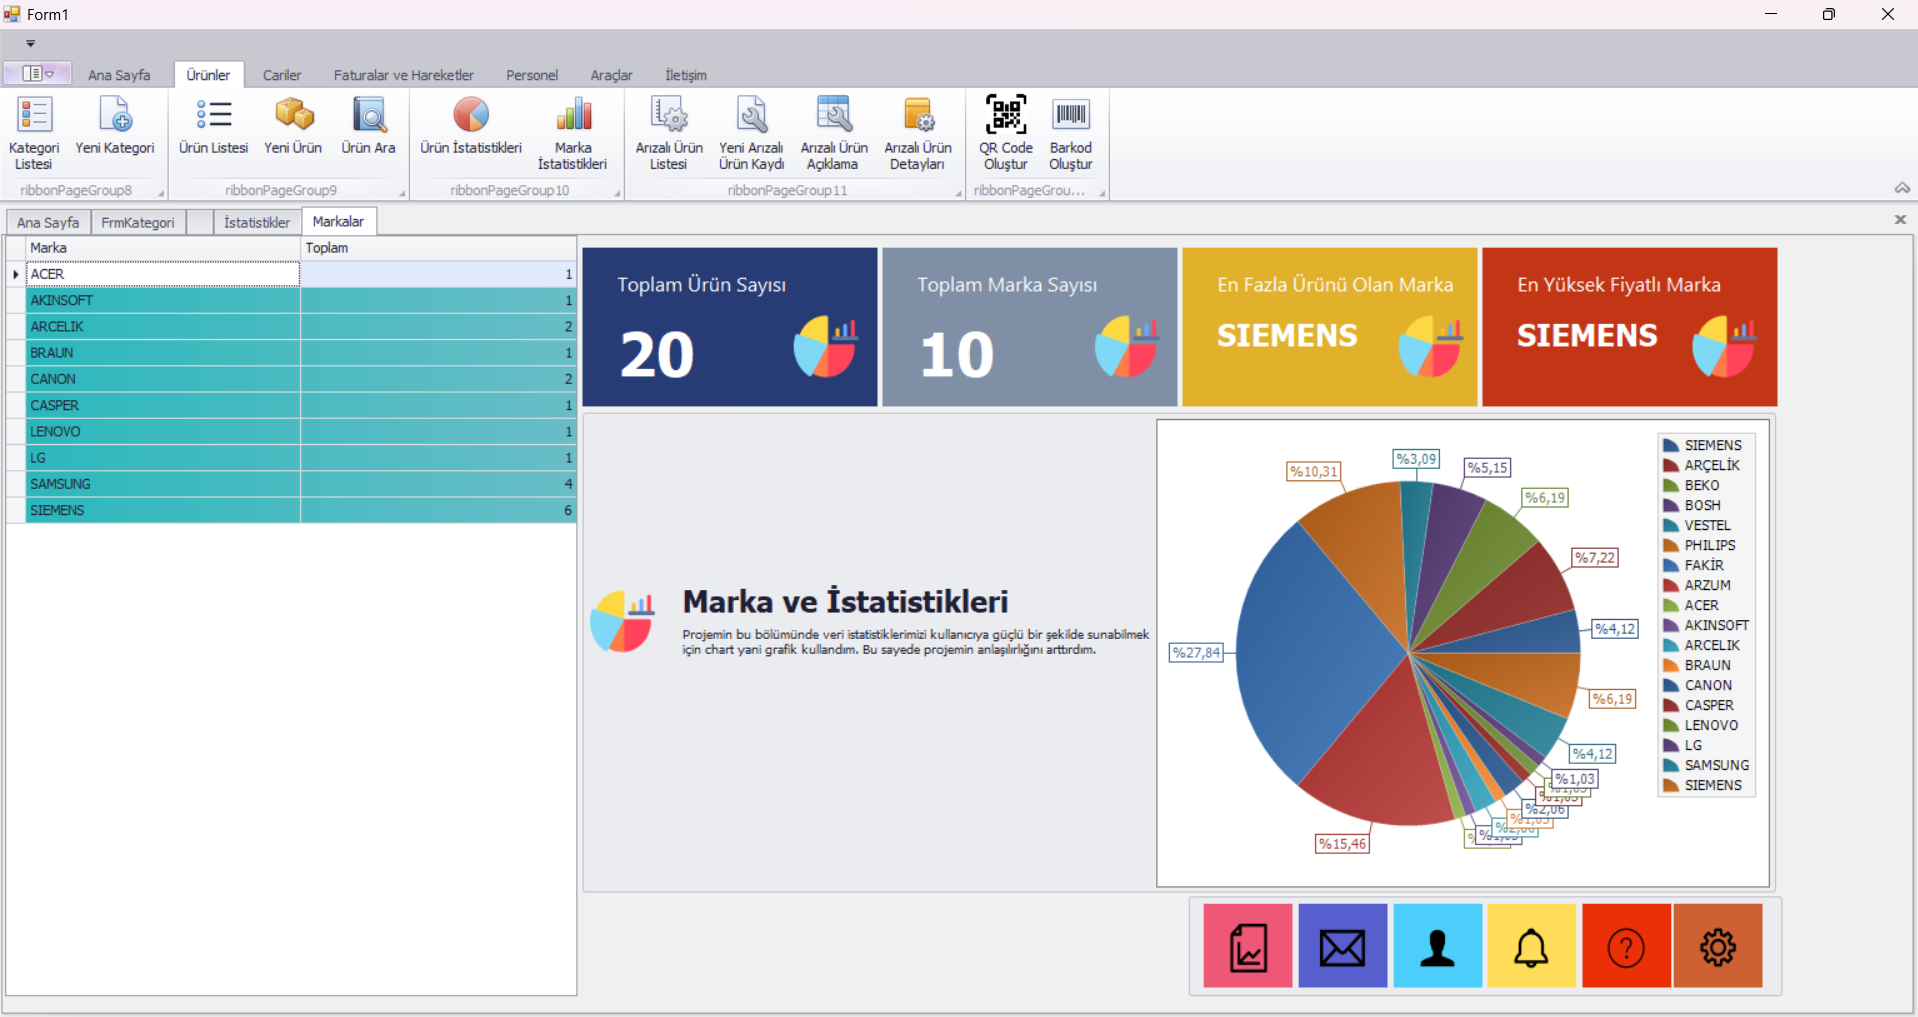 Form1
Ana Sayfa
Ürünler
Cariler
Faturalar ve Hareketler
Personel
Araçlar
İletişim
Kategori
Listesi
Yeni Kategori
Ürün Listesi
Yeni Ürün
Ürün Ara
Ürün İstatistikleri
Marka
İstatistikleri
Arızalı Ürün
Listesi
Yeni Arızalı
Ürün Kaydı
Arızalı Ürün
Açıklama
Arızalı Ürün
Detayları
QR Code
Oluştur
Barkod
Oluştur
ribbonPageGroup8
ribbonPageGroup9
ribbonPageGroup10
ribbonPageGroup11
ribbonPageGrou...
Ana Sayfa
FrmKategori
İstatistikler
Markalar
Marka Toplam
ACER 1
AKINSOFT 1
ARCELIK 2
BRAUN 1
CANON 2
CASPER 1
LENOVO 1
LG 1
SAMSUNG 4
SIEMENS 6
Toplam Ürün Sayısı
20
Toplam Marka Sayısı
10
En Fazla Ürünü Olan Marka
SIEMENS
En Yüksek Fiyatlı Marka
SIEMENS
Marka ve İstatistikleri
Projemin bu bölümünde veri istatistiklerimizi kullanıcıya güçlü bir şekilde sunabilmek
için chart yani grafik kullandım. Bu sayede projemin anlaşılırlığını arttırdım.
%3,09
%5,15
%10,31
%6,19
%7,22
%4,12
%27,84
%6,19
%4,12
%1,03
%2,06
%15,46
SIEMENS
ARÇELİK
BEKO
BOSH
VESTEL
PHILIPS
FAKİR
ARZUM
ACER
AKINSOFT
ARCELIK
BRAUN
CANON
CASPER
LENOVO
LG
SAMSUNG
SIEMENS